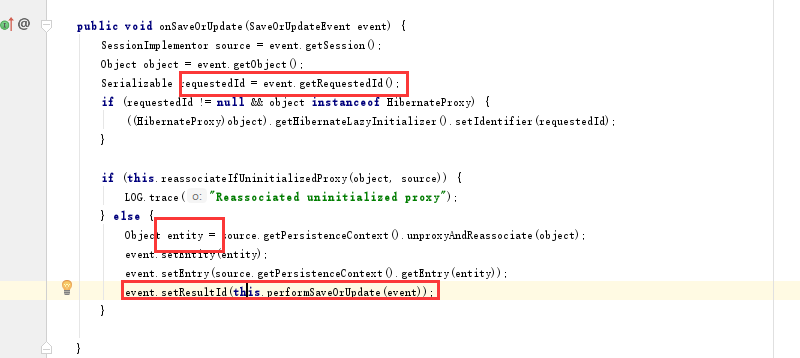 @
public void onSaveOrUpdate(SaveOrUpdateEvent event) {
SessionImplementor source = event.getSession();
Object object = event.getObject();
Serializable requestedId = event.getRequestedId();
if (requestedId != null && object instanceof HibernateProxy) {
((HibernateProxy)object).getHibernateLazyInitializer().setIdentifier(requestedId);
}
if (this.reassociateIfUninitializedProxy(object, source)) {
LOG.trace( o: "Reassociated uninitialized proxy");
} else {
Object entity = source.getPersistenceContext().unproxyAndReassociate(object);
event.setEntity(entity);
event.setEntry(source.getPersistenceContext().getEntry(entity));
event.setResultId(this.performSaveOrUpdate(event));
}
}